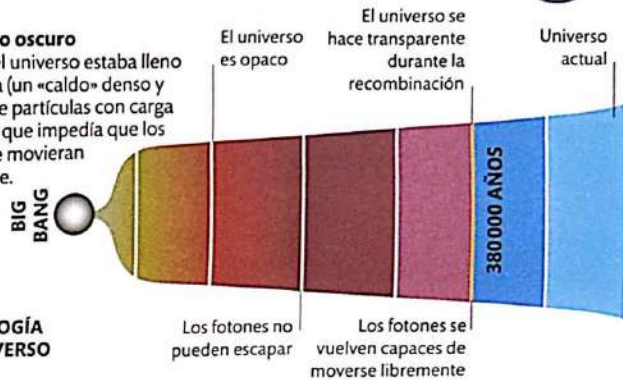 o oscuro
el universo estaba lleno
a (un «caldo» denso y
e partículas con carga
que impedía que los
e movieran
e.
El universo
es opaco
El universo se
hace transparente
durante la
recombinación
Universo
actual
BIG
BANG
380 000 AÑOS
OGÍA
VERSO
Los fotones no
pueden escapar
Los fotones se
vuelven capaces de
moverse libremente